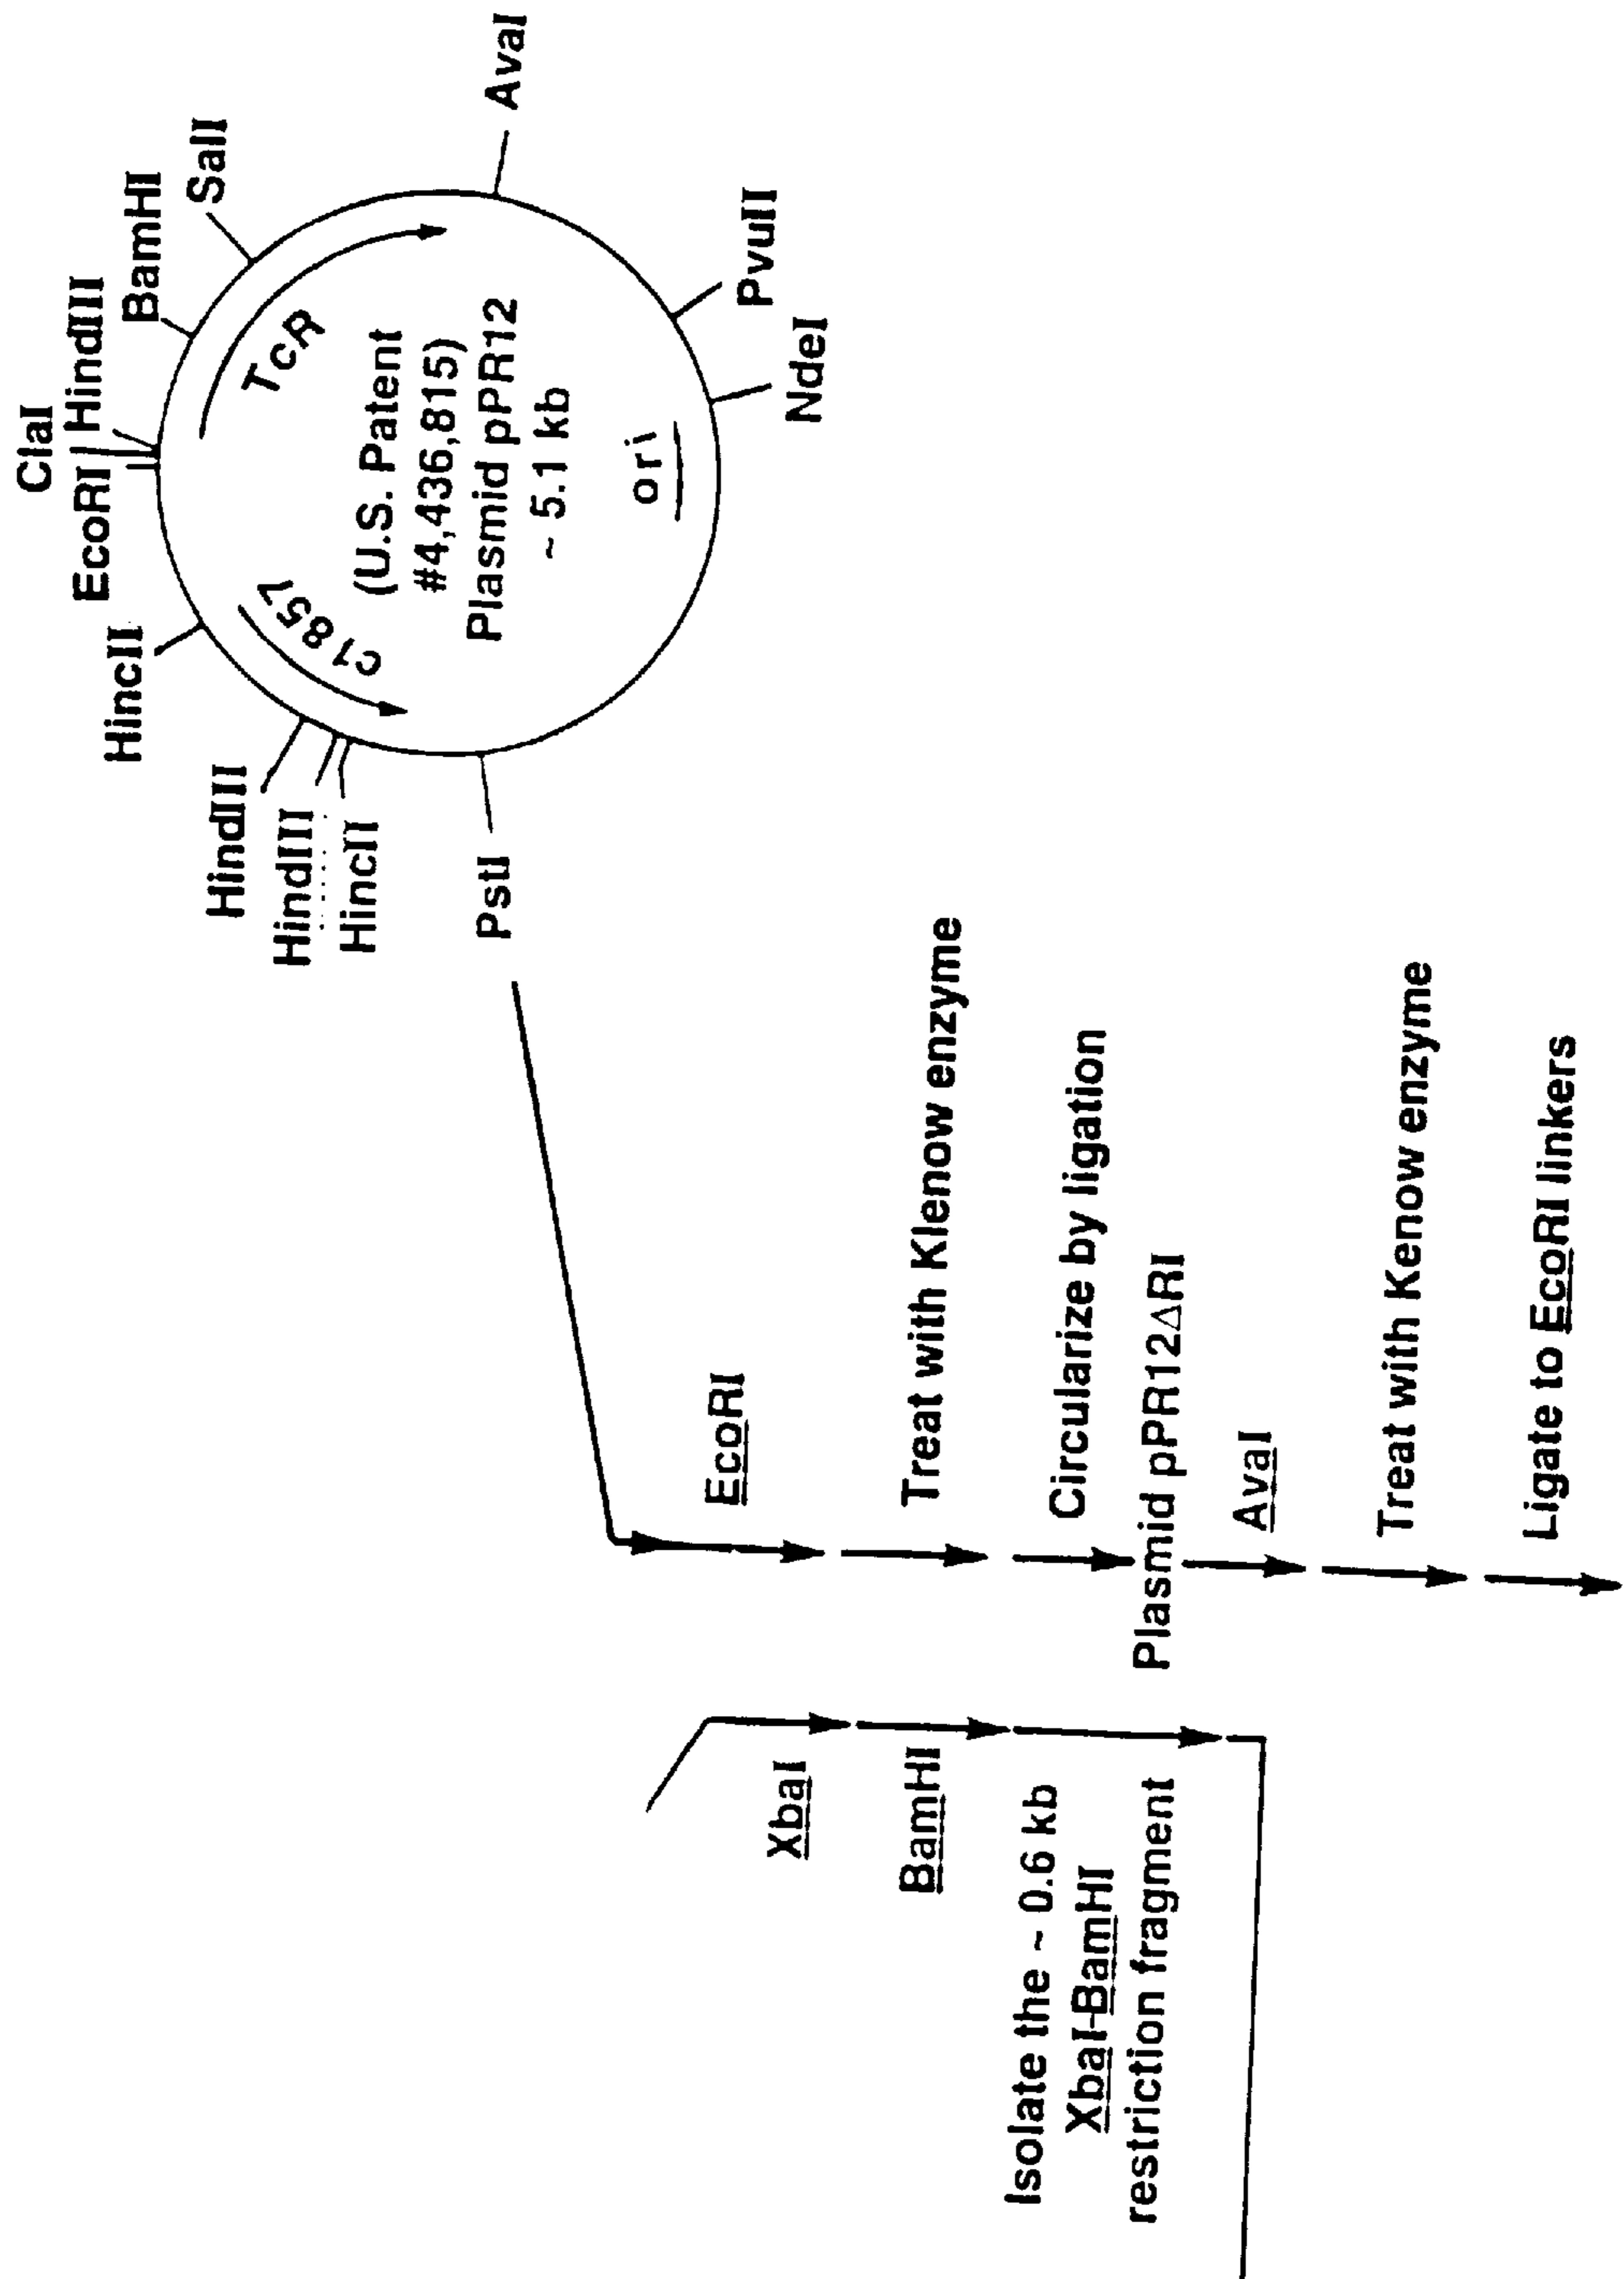 ClaI
EcoRI
HindIII
BamHI
SalI
AvaI
PvuII
NdeI
PstI
HincII
HindIII
HindIII
HincII
TcR
c1857
(U.S. Patent
#4,436,815)
Plasmid pPR12
~ 5.1 kb
ori
XbaI
BamHI
Isolate the ~ 0.6 kb
XbaI-BamHI
restriction fragment
EcoRI
Treat with Klenow enzyme
Circularize by ligation
Plasmid pPR12ΔRI
AvaI
Treat with Kenow enzyme
Ligate to EcoRI linkers